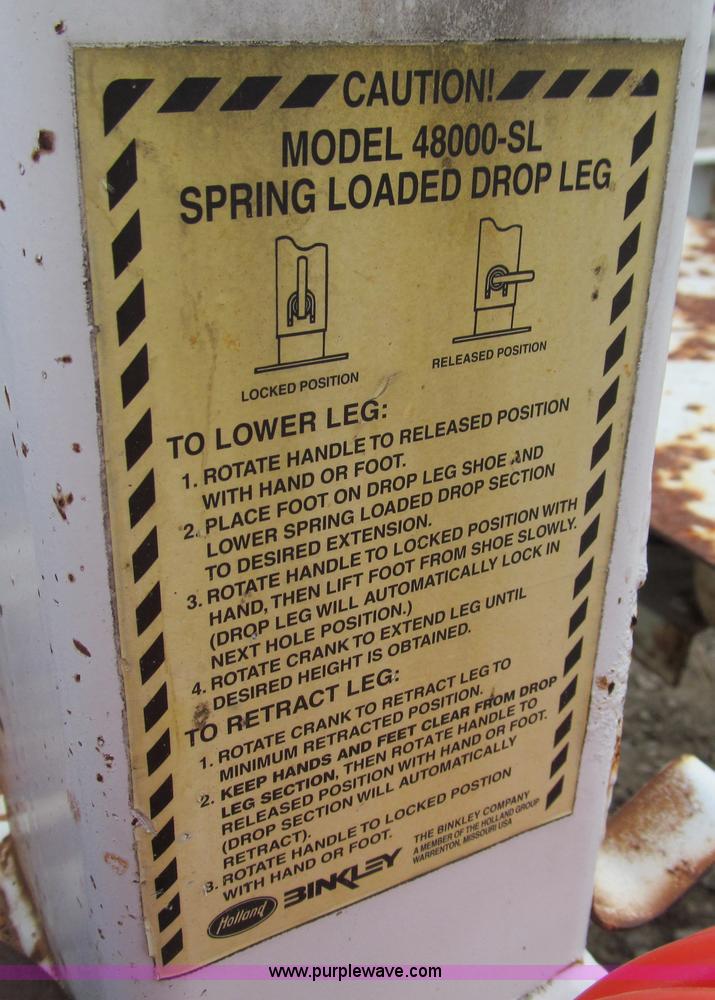 CAUTION!
MODEL 48000-SL
SPRING LOADED DROP LEG
LOCKED POSITION
RELEASED POSITION
TO LOWER LEG:
1. ROTATE HANDLE TO RELEASED POSITION
WITH HAND OR FOOT.
2. PLACE FOOT ON DROP LEG SHOE AND
LOWER SPRING LOADED DROP SECTION
TO DESIRED EXTENSION.
3. ROTATE HANDLE TO LOCKED POSITION WITH
HAND, THEN LIFT FOOT FROM SHOE SLOWLY.
(DROP LEG WILL AUTOMATICALLY LOCK IN
NEXT HOLE POSITION.)
4. ROTATE CRANK TO EXTEND LEG UNTIL
DESIRED HEIGHT IS OBTAINED.
TO RETRACT LEG:
1. ROTATE CRANK TO RETRACT LEG TO
MINIMUM RETRACTED POSITION.
2. KEEP HANDS AND FEET CLEAR FROM DROP
LEG SECTION, THEN ROTATE HANDLE TO
RELEASED POSITION WITH HAND OR FOOT.
(DROP SECTION WILL AUTOMATICALLY
RETRACT).
3. ROTATE HANDLE TO LOCKED POSTION
WITH HAND OR FOOT.
Holland
BINKLEY
THE BINKLEY COMPANY
A MEMBER OF THE HOLLAND GROUP
WARRENTON, MISSOURI USA
www.purplewave.com